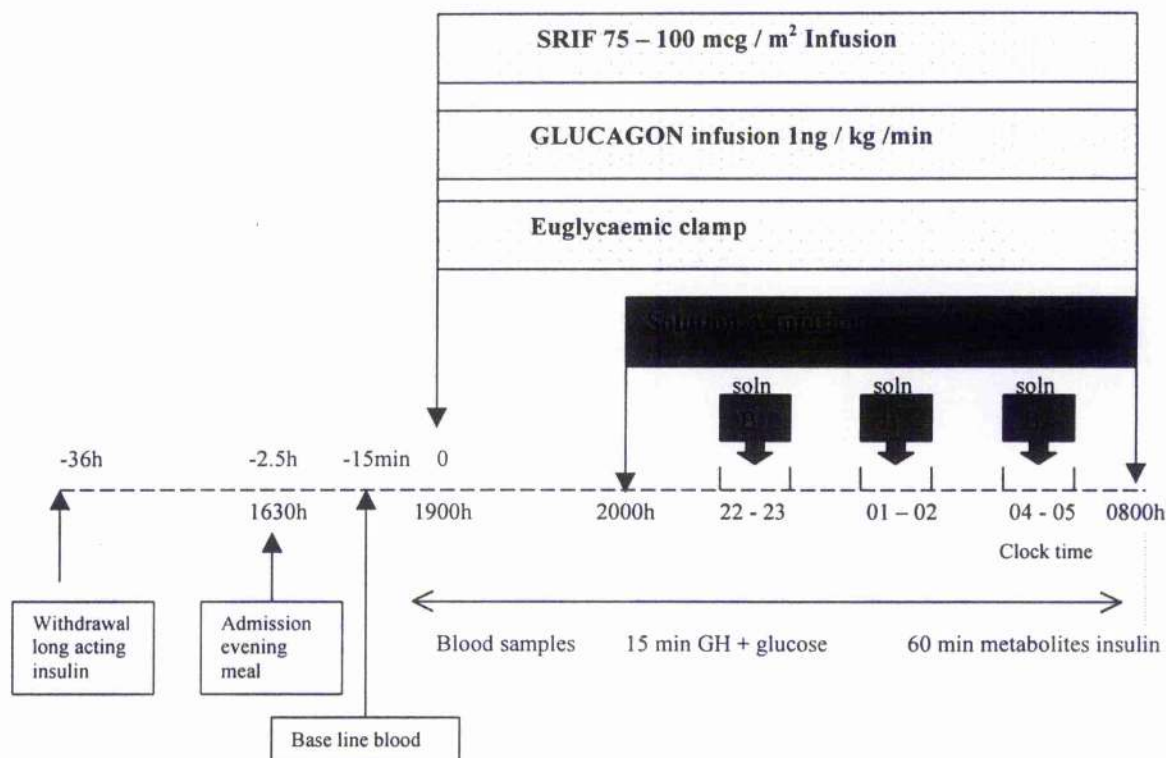 SRIF 75 – 100 mcg / m² Infusion
GLUCAGON infusion 1ng / kg /min
Euglycaemic clamp
Solution A infusion
soln soln soln
-36h -2.5h -15min 0
1630h 1900h 2000h 22 - 23 01 – 02 04 - 05 0800h
Clock time
Withdrawal
long acting
insulin
Admission
evening
meal
Blood samples 15 min GH + glucose 60 min metabolites insulin
Base line blood